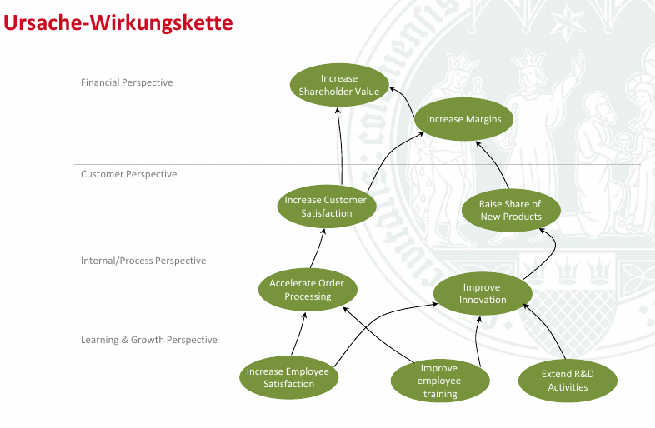 Ursache-Wirkungskette
Financial Perspective
Increase
Shareholder Value
Increase Margins
Customer Perspective
Increase Customer
Satisfaction
Raise Share of
New Products
Internal/Process Perspective
Accelerate Order
Processing
Improve
Innovation
Learning & Growth Perspective
Increase Employee
Satisfaction
Improve
employee
training
Extend R&D
Activities